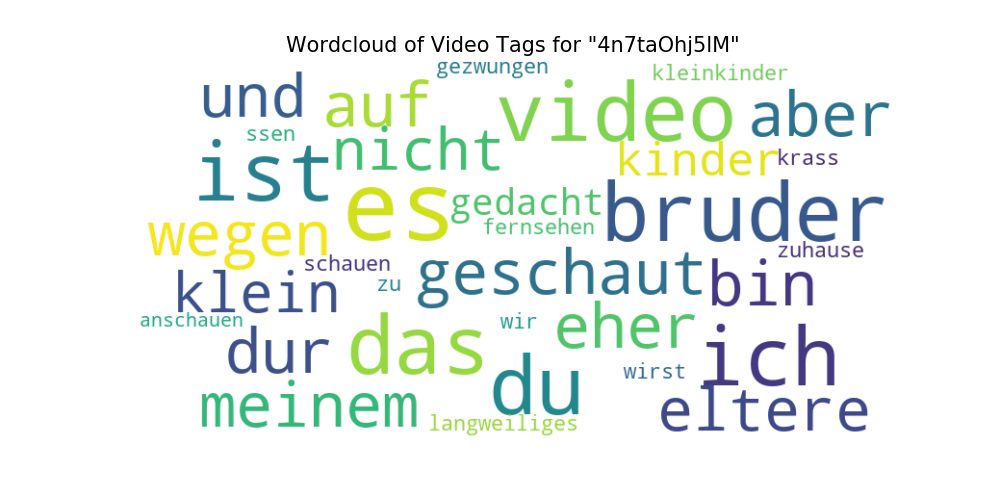 Wordcloud of Video Tags for "4n7taOhj5lM"
gezwungen kleinkinder
und auf video aber
ssen nicht kinder krass
ist es gedacht bruder
wegen fernsehen zuhause
schauen geschaut bin
klein zu
anschauen wir eher
dur das du wirst ich
meinem langweiliges eltere